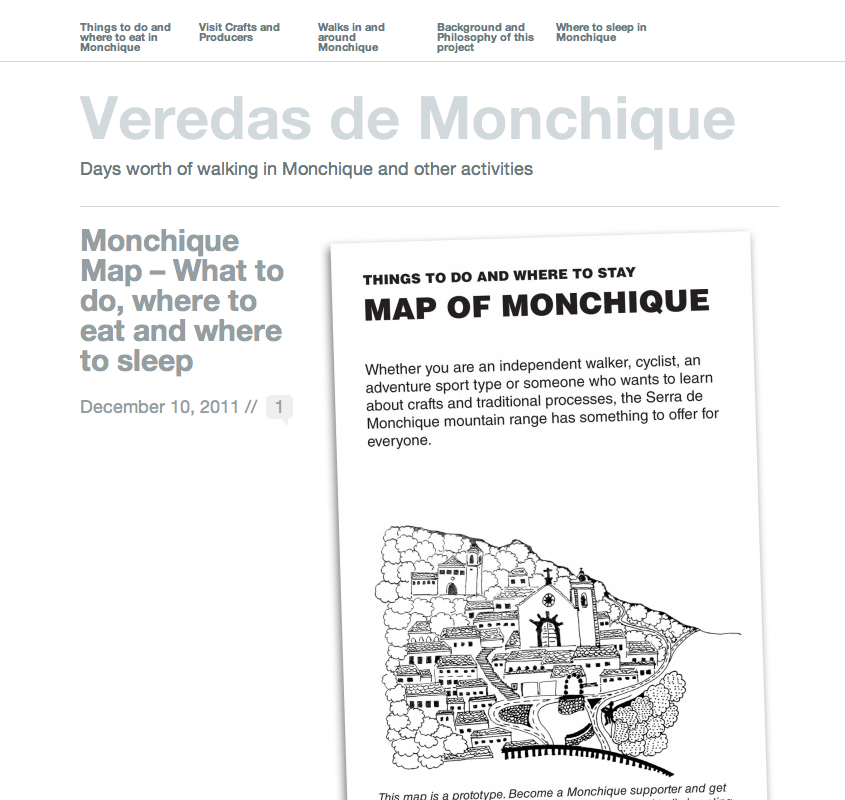 Things to do and
where to eat in
Monchique
Visit Crafts and
Producers
Walks in and
around
Monchique
Background and
Philosophy of this
project
Where to sleep in
Monchique
Veredas de Monchique
Days worth of walking in Monchique and other activities
Monchique
Map – What to
do, where to
eat and where
to sleep
December 10, 2011 // 1
THINGS TO DO AND WHERE TO STAY
MAP OF MONCHIQUE
Whether you are an independent walker, cyclist, an
adventure sport type or someone who wants to learn
about crafts and traditional processes, the Serra de
Monchique mountain range has something to offer for
everyone.
This map is a prototype. Become a Monchique supporter and get